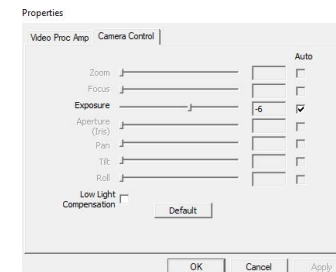 Properties
Video Proc Amp Camera Control
Auto
Zoom
Focus
Exposure -6
Aperture
(Iris)
Pan
Tilt
Roll
Low Light
Compensation
Default
OK Cancel Apply